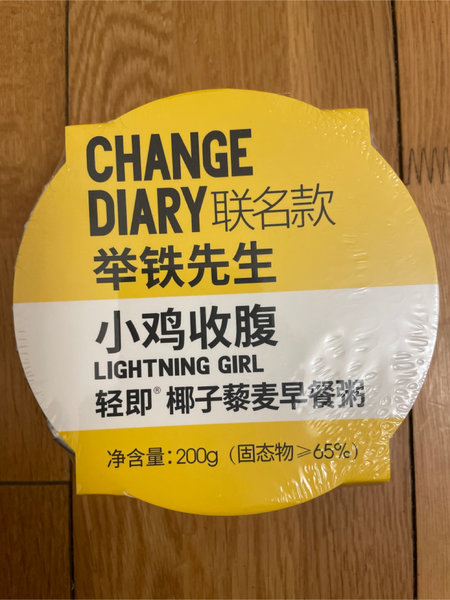 CHANGE
DIARY联名款
举铁先生
小鸡收腹
LIGHTNING GIRL
轻即® 椰子藜麦早餐粥
净含量:200g（固态物≥65%）